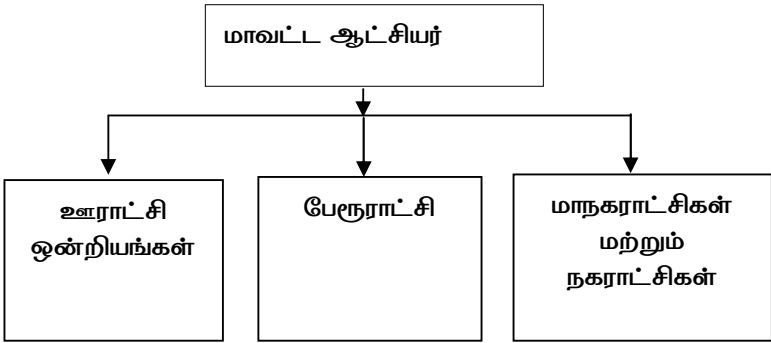 மாவட்ட ஆட்சியர்
ஊராட்சி
ஒன்றியங்கள்
பேரூராட்சி
மாநகராட்சிகள்
மற்றும்
நகராட்சிகள்